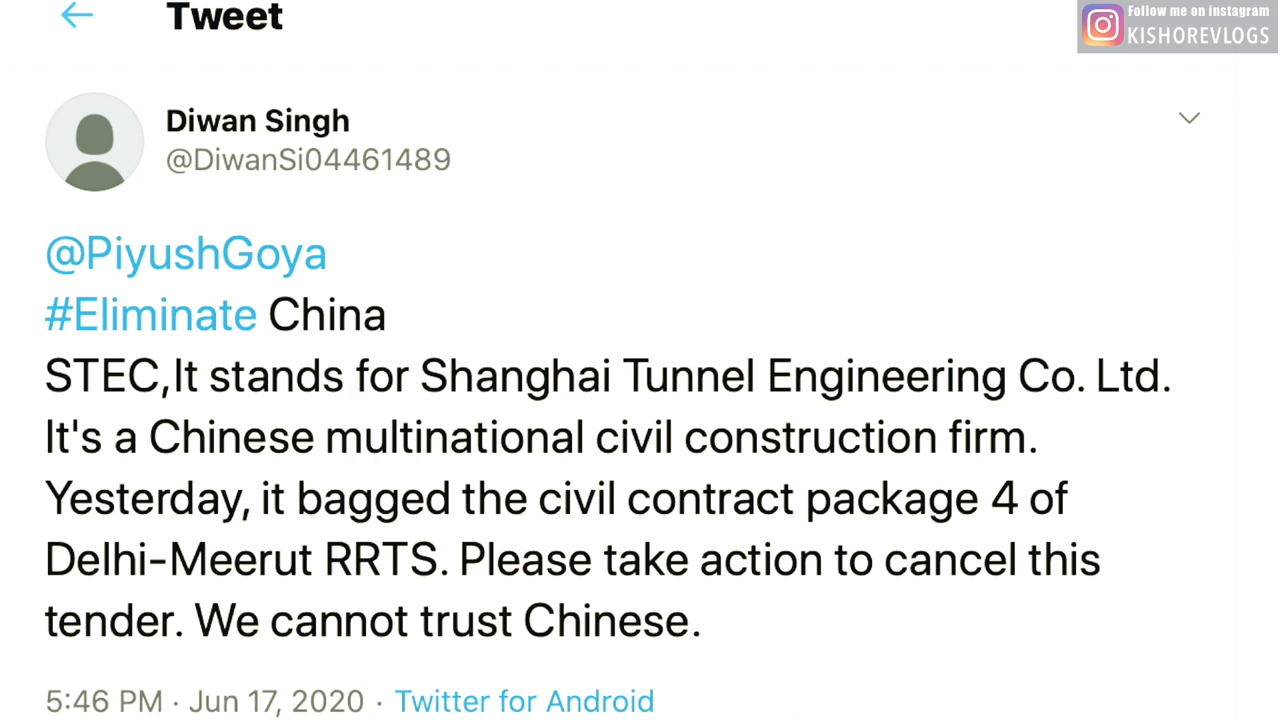 Tweet
Follow me on instagram
KISHOREVLOGS
Diwan Singh
@DiwanSi04461489
@PiyushGoya
#Eliminate China
STEC,It stands for Shanghai Tunnel Engineering Co. Ltd.
It's a Chinese multinational civil construction firm.
Yesterday, it bagged the civil contract package 4 of
Delhi-Meerut RRTS. Please take action to cancel this
tender. We cannot trust Chinese.
5:46 PM · Jun 17, 2020 · Twitter for Android